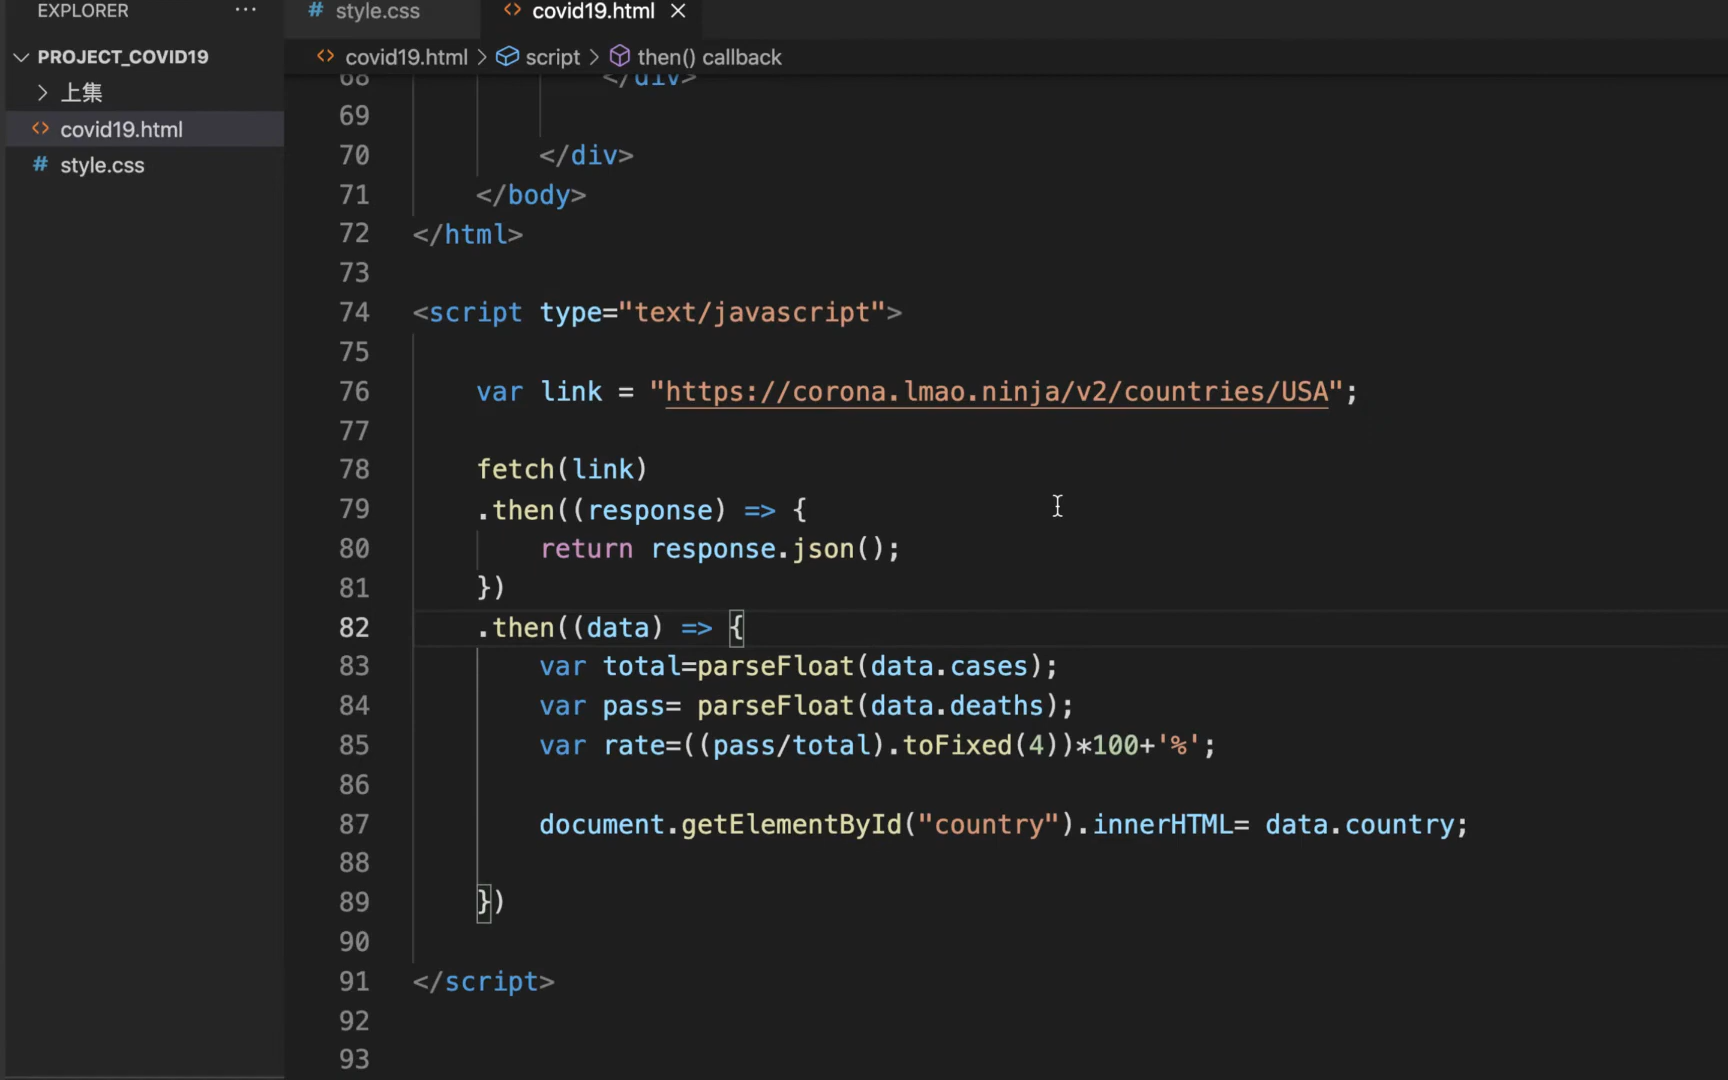 EXPLORER ...
PROJECT_COVID19
上集
covid19.html
style.css
# style.css
covid19.html
covid19.html > script > then() callback
68 </div>
69
70 </div>
71 </body>
72 </html>
73
74 <script type="text/javascript">
75
76 var link = "https://corona.lmao.ninja/v2/countries/USA";
77
78 fetch(link)
79 .then((response) => {
80 return response.json();
81 })
82 .then((data) => {
83 var total=parseFloat(data.cases);
84 var pass= parseFloat(data.deaths);
85 var rate=((pass/total).toFixed(4))*100+'%';
86
87 document.getElementById("country").innerHTML= data.country;
88
89 })
90
91 </script>
92
93